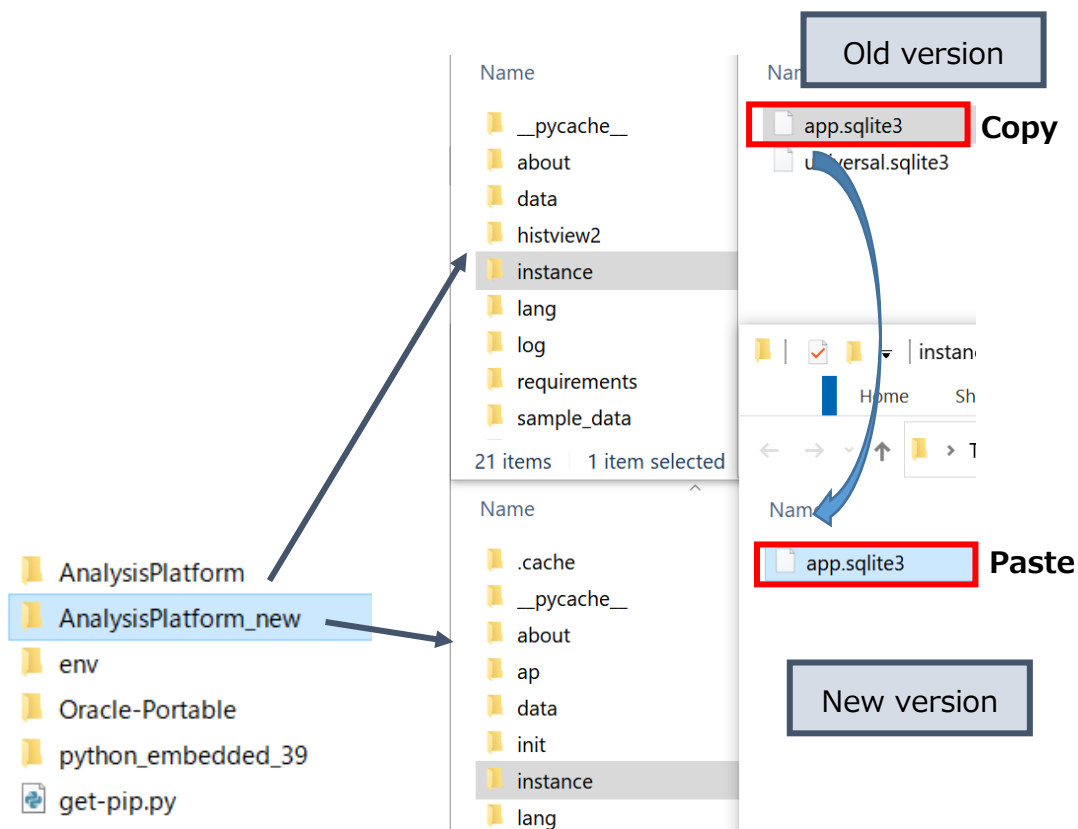 Old version
Name
__pycache__
about
data
histview2
instance
lang
log
requirements
sample_data
21 items 1 item selected
app.sqlite3
Copy
universal.sqlite3
Home
Name
.cache
__pycache__
about
ap
data
init
instance
lang
app.sqlite3
Paste
New version
AnalysisPlatform
AnalysisPlatform_new
env
Oracle-Portable
python_embedded_39
get-pip.py